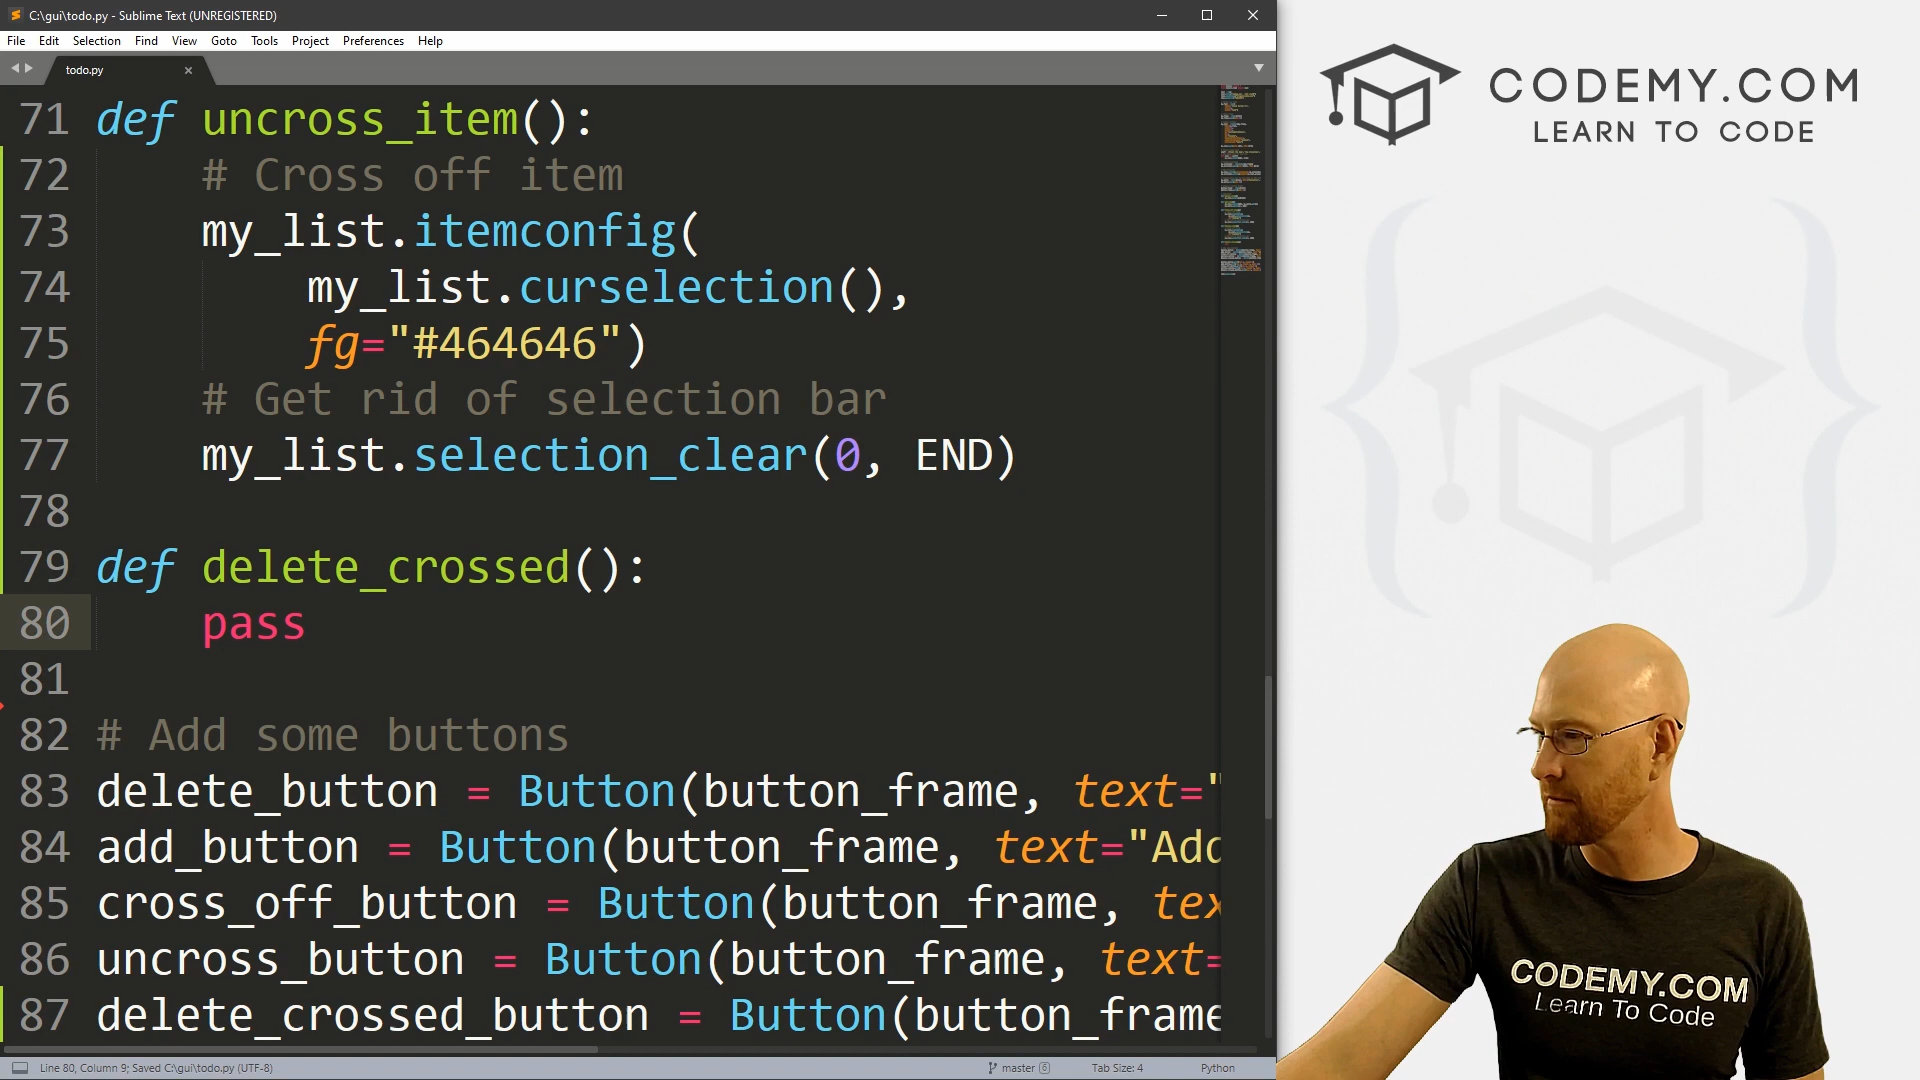 C:\gui\todo.py - Sublime Text (UNREGISTERED)
File Edit Selection Find View Goto Tools Project Preferences Help
todo.py
71 def uncross_item():
72 # Cross off item
73 my_list.itemconfig(
74 my_list.curselection(),
75 fg="#464646")
76 # Get rid of selection bar
77 my_list.selection_clear(0, END)
78
79 def delete_crossed():
80 pass
81
82 # Add some buttons
83 delete_button = Button(button_frame, text="
84 add_button = Button(button_frame, text="Add
85 cross_off_button = Button(button_frame, tex
86 uncross_button = Button(button_frame, text=
87 delete_crossed_button = Button(button_frame
Line 80, Column 9; Saved C:\gui\todo.py (UTF-8)
master 6
Tab Size: 4
Python
CODEMY.COM
LEARN TO CODE
CODEMY.COM
Learn To Code